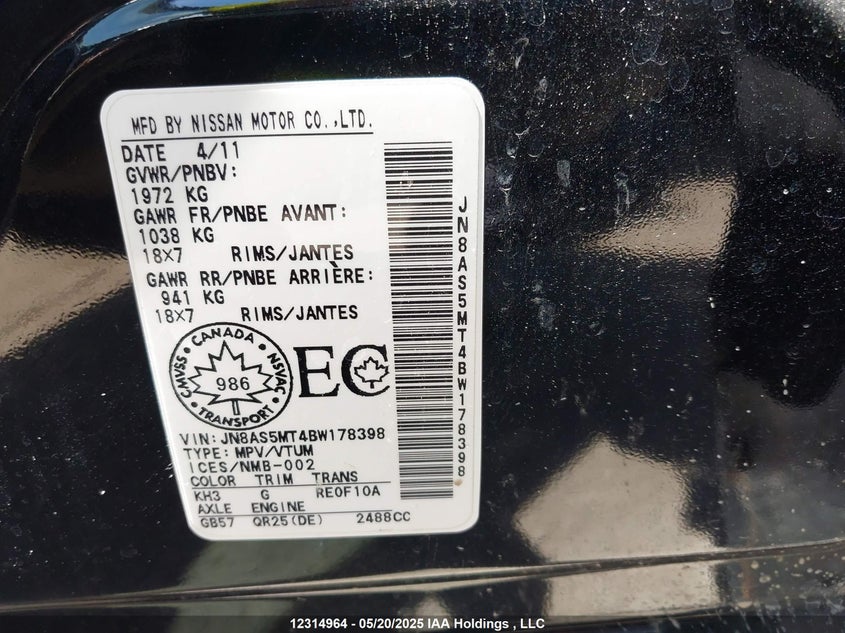 MFD BY NISSAN MOTOR CO.,LTD.
DATE 4/11
GVWR/PNBV:
1972 KG
GAWR FR/PNBE AVANT:
1038 KG
18X7 RIMS/JANTES
GAWR RR/PNBE ARRIÈRE:
941 KG
18X7 RIMS/JANTES
CANADA
CMVSS NSVAC
986
TRANSPORT
EC
VIN: JN8AS5MT4BW178398
TYPE: MPV/VTUM
ICES/NMB-002
COLOR TRIM TRANS
KH3 G RE0F10A
AXLE ENGINE
GB57 QR25(DE) 2488CC
JN8AS5MT4BW178398
12314964 - 05/20/2025 IAA Holdings , LLC